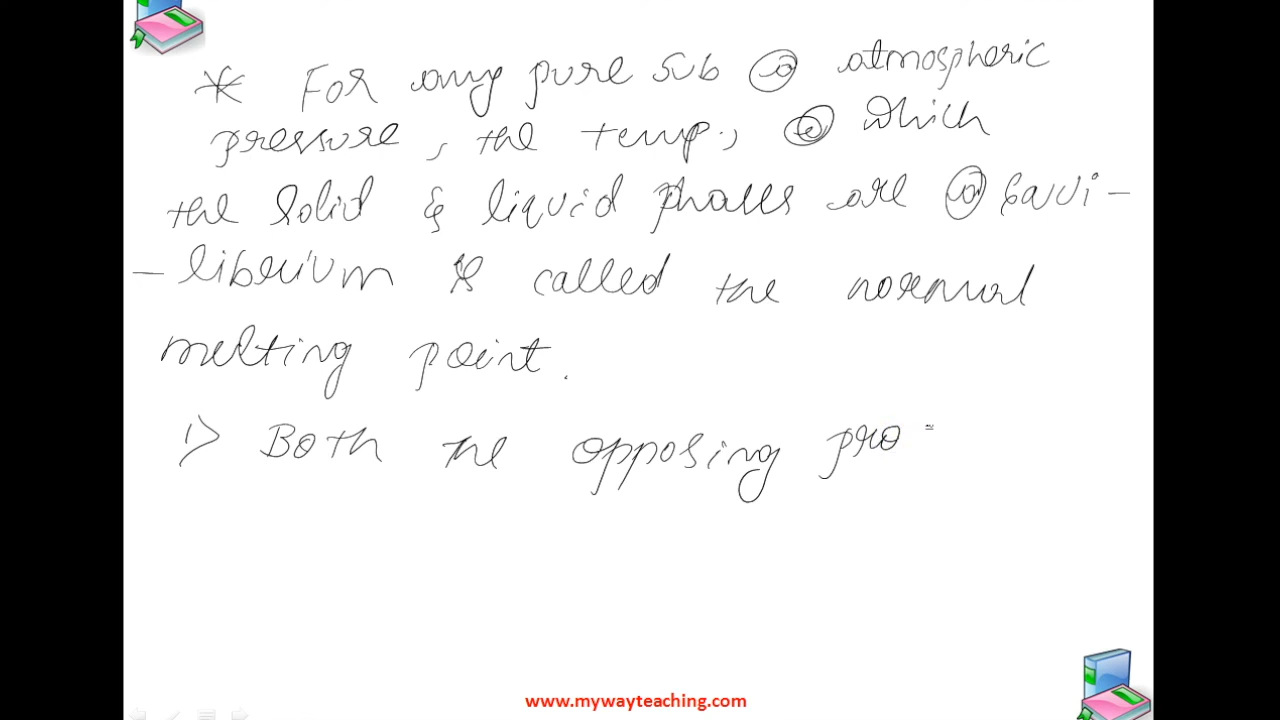 * For any pure sub @ atmospheric
pressure, the temp., @ which
the solid & liquid phases are @ Equi-
-librium is called the normal
melting point.
1> Both the opposing pro
www.mywayteaching.com